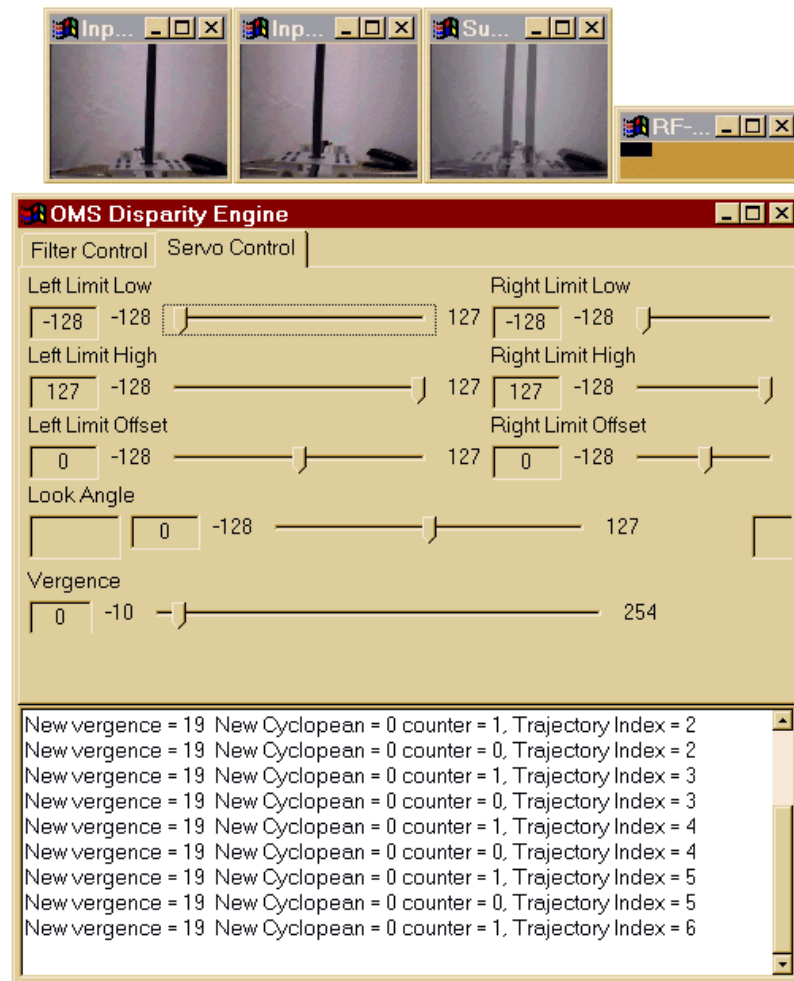 Inp...
Inp...
Su...
RF-...
OMS Disparity Engine
Filter Control Servo Control
Left Limit Low Right Limit Low
-128 -128 127 -128 -128
Left Limit High Right Limit High
127 -128 127 127 -128
Left Limit Offset Right Limit Offset
0 -128 127 0 -128
Look Angle
0 -128 127
Vergence
0 -10 254
New vergence = 19 New Cyclopean = 0 counter = 1, Trajectory Index = 2
New vergence = 19 New Cyclopean = 0 counter = 0, Trajectory Index = 2
New vergence = 19 New Cyclopean = 0 counter = 1, Trajectory Index = 3
New vergence = 19 New Cyclopean = 0 counter = 0, Trajectory Index = 3
New vergence = 19 New Cyclopean = 0 counter = 1, Trajectory Index = 4
New vergence = 19 New Cyclopean = 0 counter = 0, Trajectory Index = 4
New vergence = 19 New Cyclopean = 0 counter = 1, Trajectory Index = 5
New vergence = 19 New Cyclopean = 0 counter = 0, Trajectory Index = 5
New vergence = 19 New Cyclopean = 0 counter = 1, Trajectory Index = 6